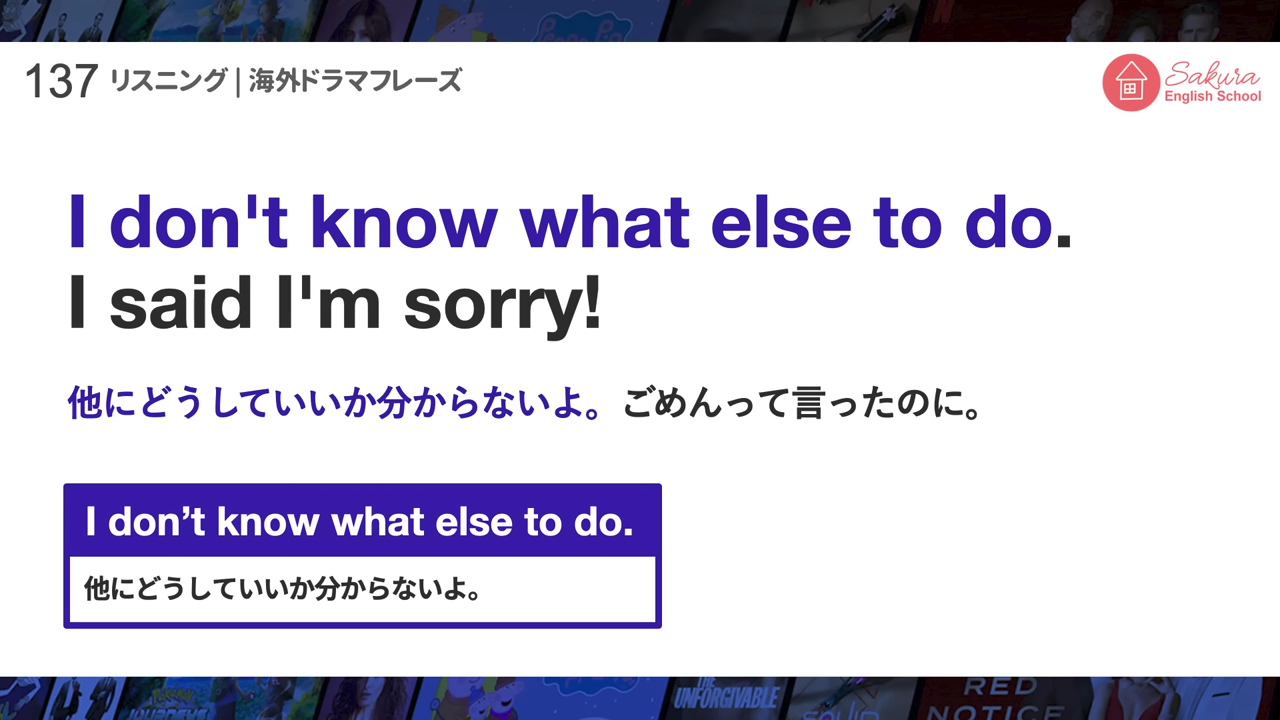 137 リスニング | 海外ドラマフレーズ
Sakura
English School
I don't know what else to do.
I said I'm sorry!
他にどうしていいか分からないよ。ごめんって言ったのに。
I don’t know what else to do.
他にどうしていいか分からないよ。
THE
UNFORGIVABLE
RED
NOTICE